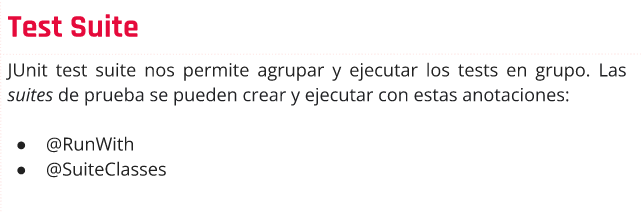 Test Suite
JUnit test suite nos permite agrupar y ejecutar los tests en grupo. Las
suites de prueba se pueden crear y ejecutar con estas anotaciones:
● @RunWith
● @SuiteClasses